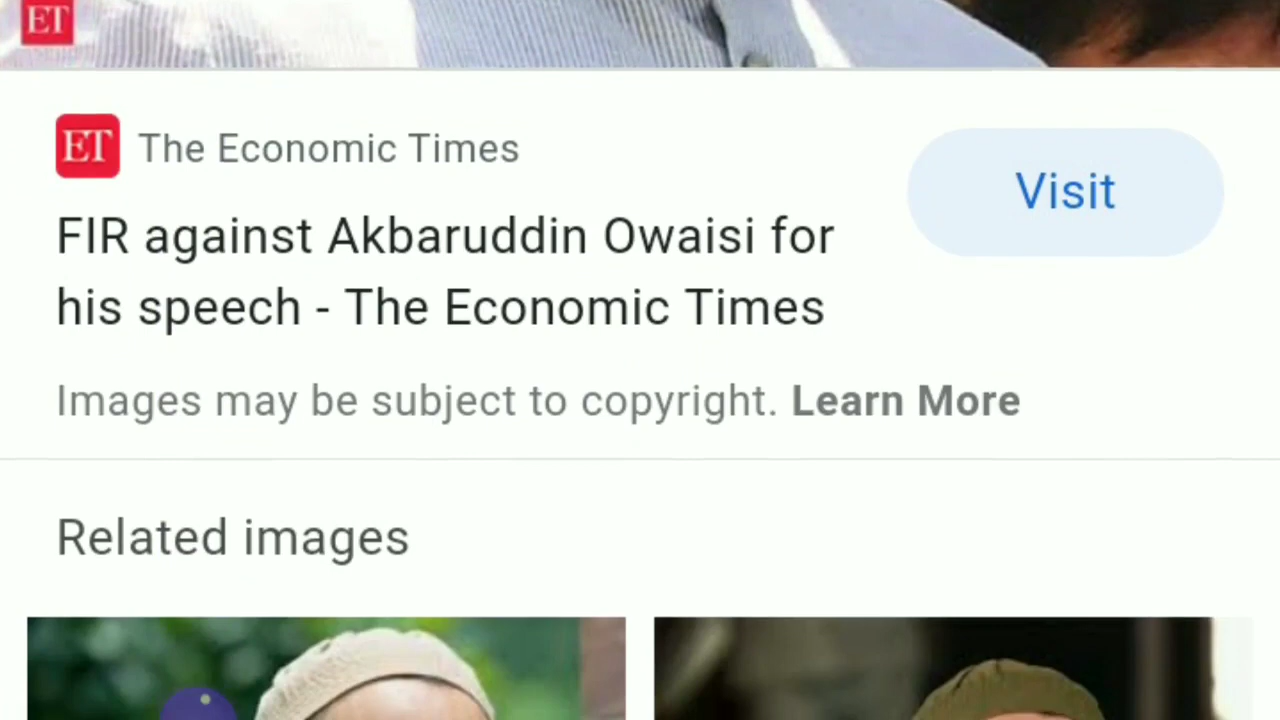 ET
ET The Economic Times
Visit
FIR against Akbaruddin Owaisi for
his speech - The Economic Times
Images may be subject to copyright. Learn More
Related images